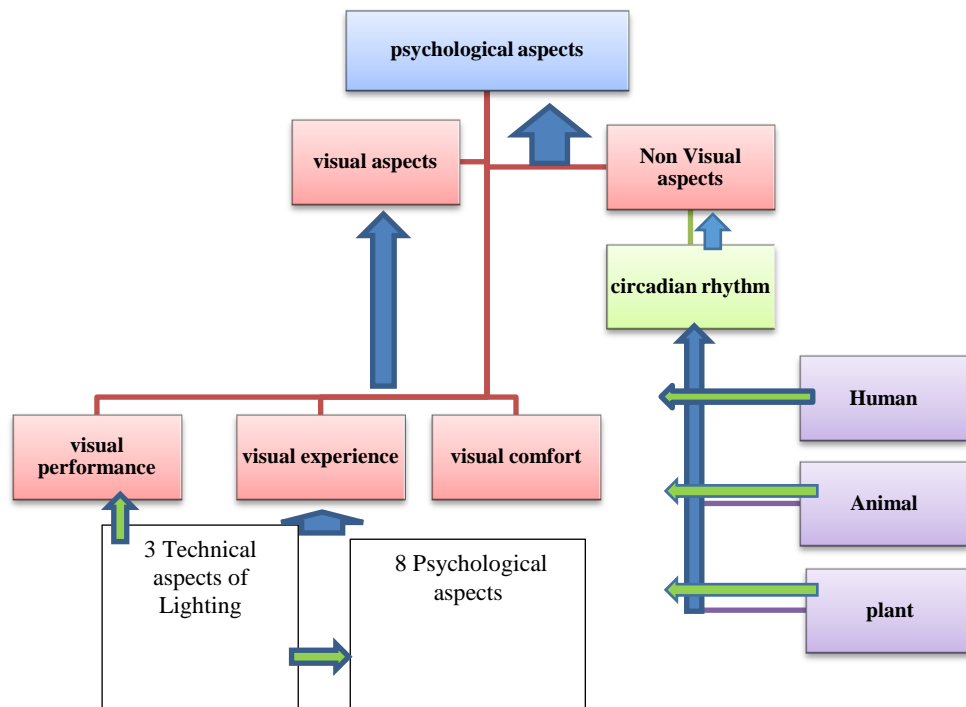 psychological aspects
visual aspects
Non Visual
aspects
circadian rhythm
Human
visual
performance
visual experience
visual comfort
Animal
3 Technical
aspects of
Lighting
8 Psychological
aspects
plant